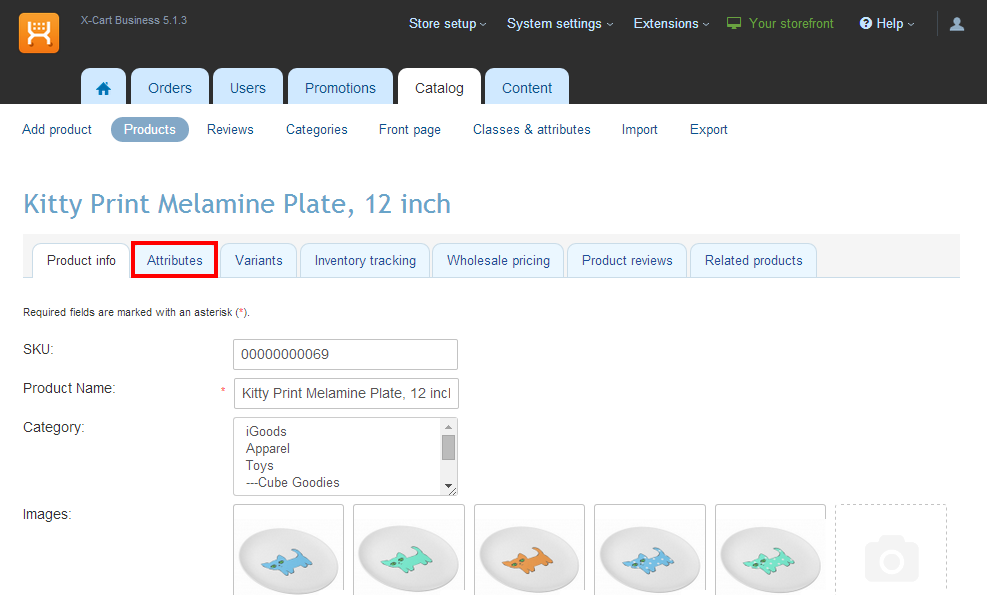 X-Cart Business 5.1.3
Store setup System settings Extensions Your storefront ? Help
Orders Users Promotions Catalog Content
Add product Products Reviews Categories Front page Classes & attributes Import Export
Kitty Print Melamine Plate, 12 inch
Product info Attributes Variants Inventory tracking Wholesale pricing Product reviews Related products
Required fields are marked with an asterisk (*).
SKU: 00000000069
Product Name: * Kitty Print Melamine Plate, 12 incl
Category: iGoods
Apparel
Toys
---Cube Goodies
Images: